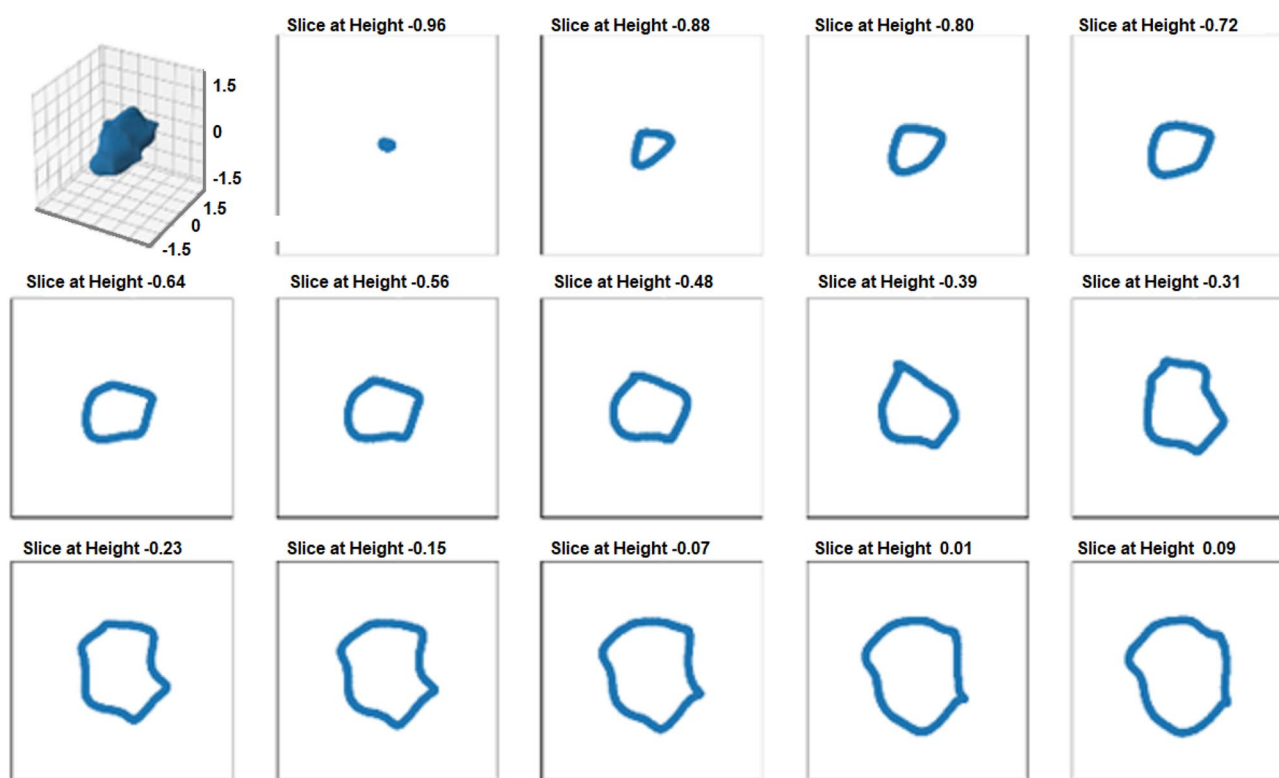 Slice at Height -0.96
Slice at Height -0.88
Slice at Height -0.80
Slice at Height -0.72
1.5
0
-1.5
1.5
0
-1.5
Slice at Height -0.64
Slice at Height -0.56
Slice at Height -0.48
Slice at Height -0.39
Slice at Height -0.31
Slice at Height -0.23
Slice at Height -0.15
Slice at Height -0.07
Slice at Height 0.01
Slice at Height 0.09